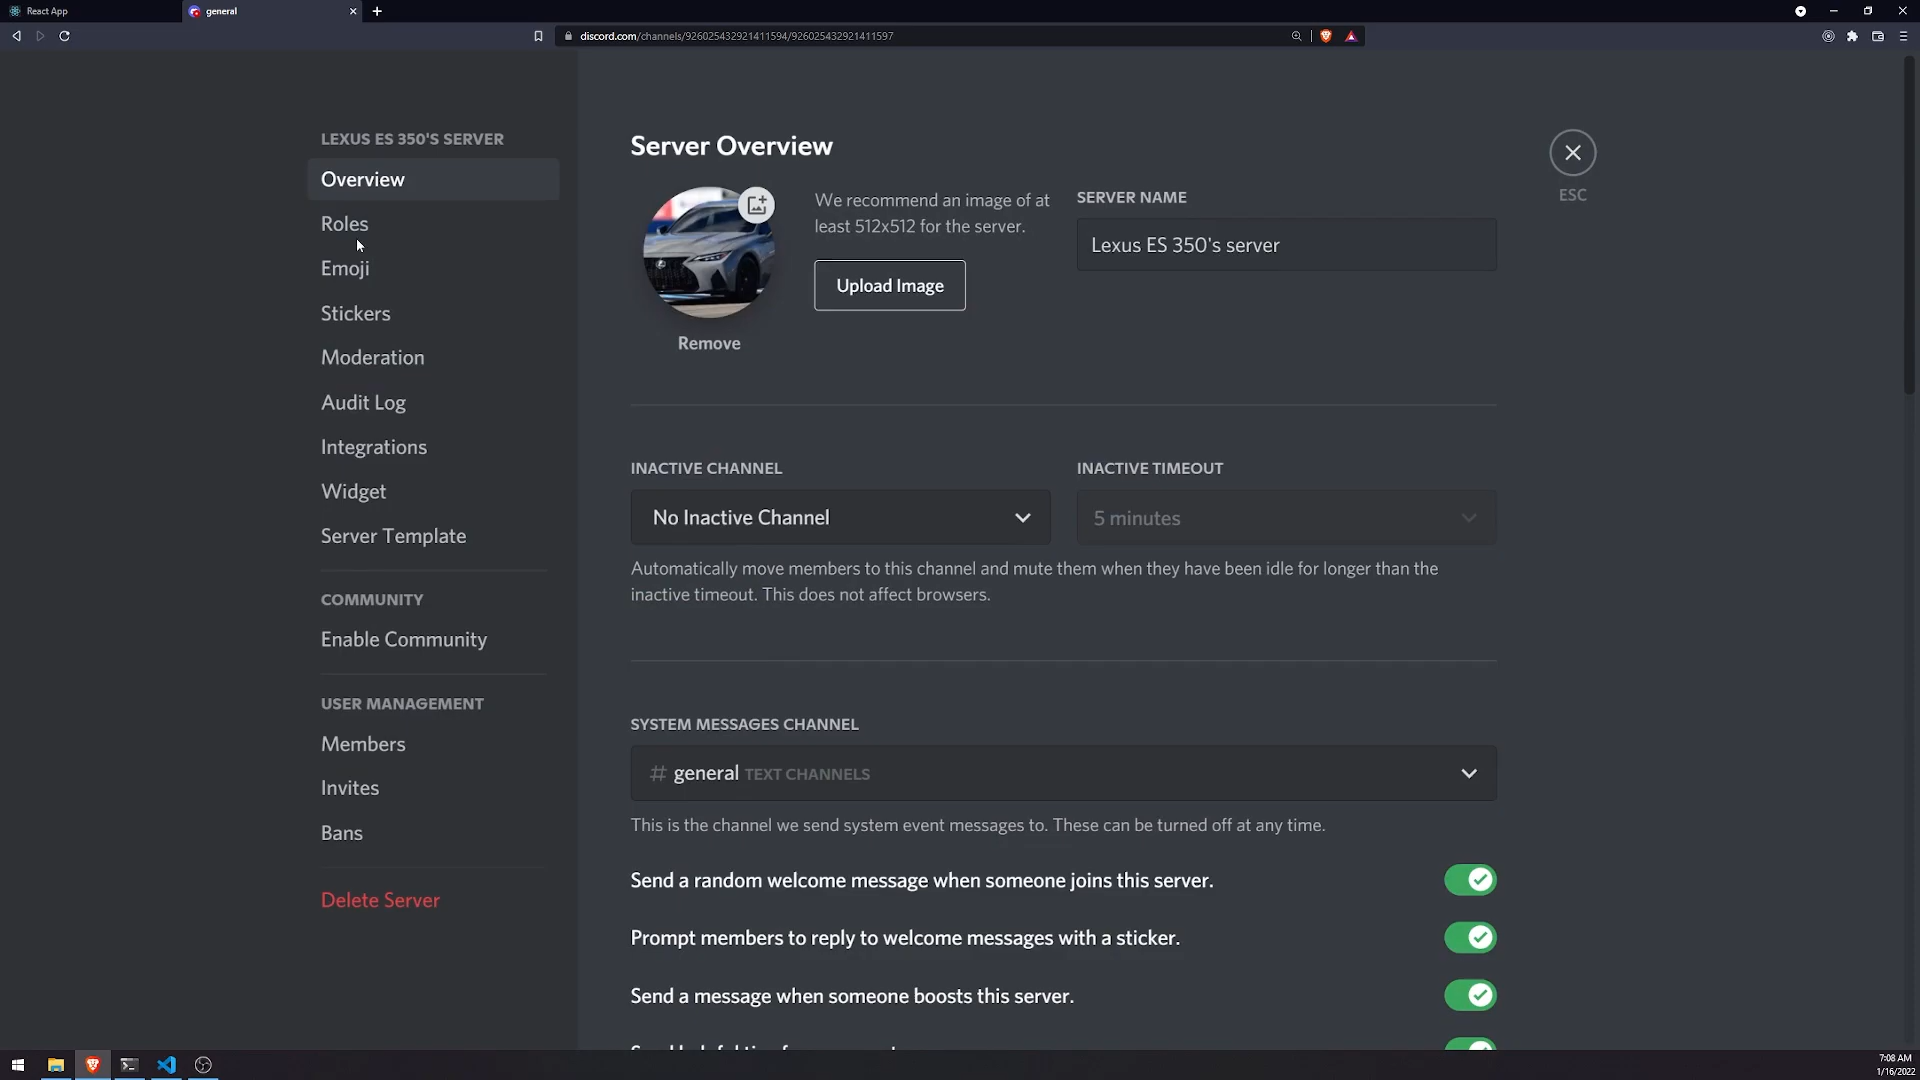 React App
general
discord.com/channels/926025432921411594/926025432921411597
LEXUS ES 350'S SERVER
Overview
Roles
Emoji
Stickers
Moderation
Audit Log
Integrations
Widget
Server Template
COMMUNITY
Enable Community
USER MANAGEMENT
Members
Invites
Bans
Delete Server
Server Overview
We recommend an image of at
least 512x512 for the server.
Upload Image
Remove
SERVER NAME
Lexus ES 350's server
ESC
INACTIVE CHANNEL
No Inactive Channel
INACTIVE TIMEOUT
5 minutes
Automatically move members to this channel and mute them when they have been idle for longer than the
inactive timeout. This does not affect browsers.
SYSTEM MESSAGES CHANNEL
# general TEXT CHANNELS
This is the channel we send system event messages to. These can be turned off at any time.
Send a random welcome message when someone joins this server.
Prompt members to reply to welcome messages with a sticker.
Send a message when someone boosts this server.
7:08 AM
1/16/2022